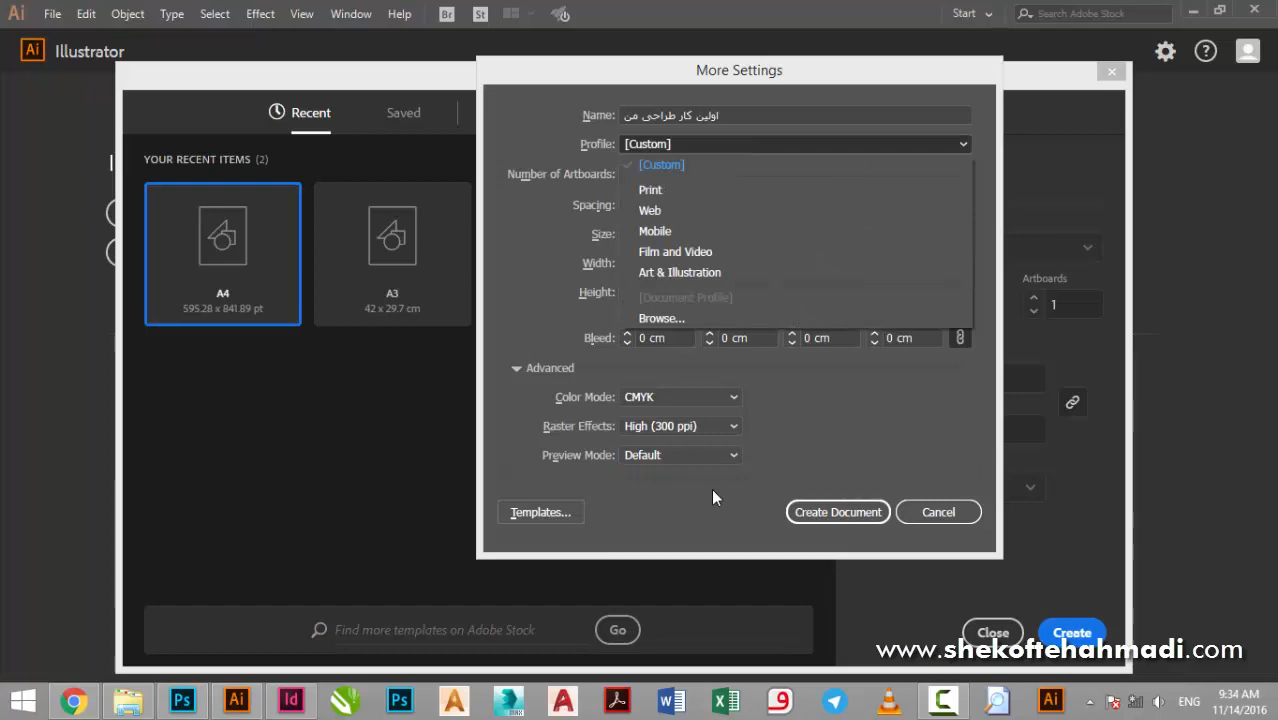 Ai File Edit Object Type Select Effect View Window Help Br St Start Search Adobe Stock
Ai Illustrator
More Settings
Recent Saved
Name: اولین کار طراحی من
Profile: [Custom]
YOUR RECENT ITEMS (2)
[Custom]
Number of Artboards:
Print
Spacing:
Web
Size:
Mobile
Film and Video
Width:
Art & Illustration
Height:
[Document Profile]
Browse...
A4
595.28 x 841.89 pt
A3
42 x 29.7 cm
Artboards
1
Bleed: 0 cm 0 cm 0 cm 0 cm
Advanced
Color Mode: CMYK
Raster Effects: High (300 ppi)
Preview Mode: Default
Templates... Create Document Cancel
Find more templates on Adobe Stock Go
Close Create
www.shekoftehahmadi.com
Ps Ai Id Ps A MAX A W X Ai ENG
9:34 AM
11/14/2016